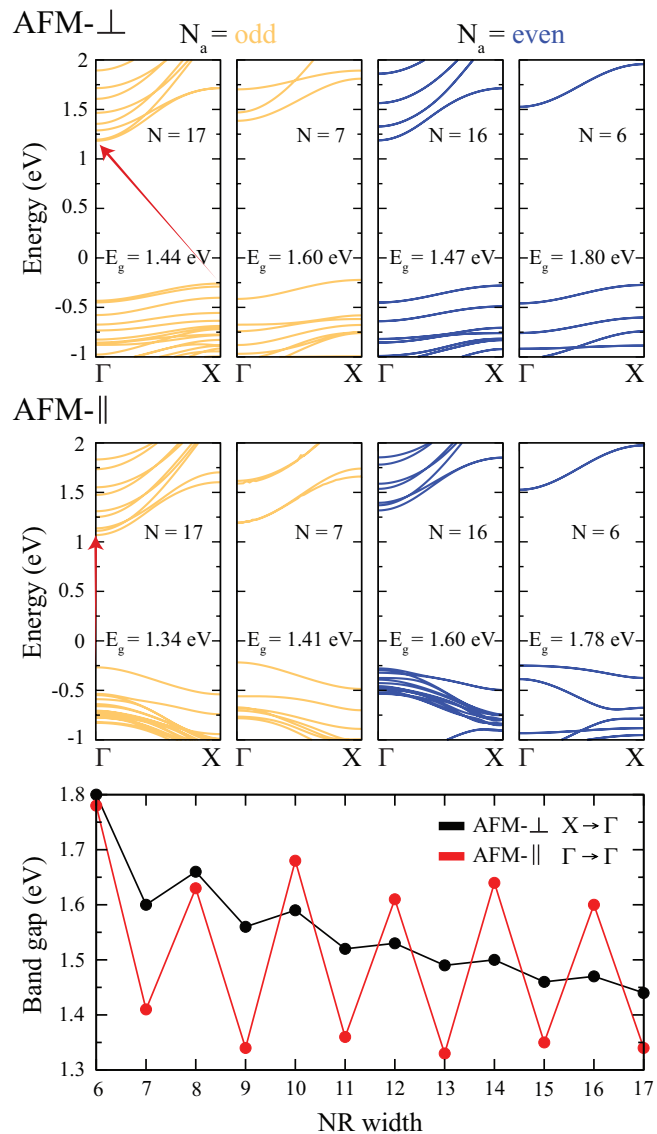 AFM-⊥
N_a = odd N_a = even
2 1.5 1 0.5 0 -0.5 -1
Energy (eV)
N = 17 N = 7 N = 16 N = 6
E_g = 1.44 eV E_g = 1.60 eV E_g = 1.47 eV E_g = 1.80 eV
Γ X Γ X Γ X Γ X
AFM-||
2 1.5 1 0.5 0 -0.5 -1
Energy (eV)
N = 17 N = 7 N = 16 N = 6
E_g = 1.34 eV E_g = 1.41 eV E_g = 1.60 eV E_g = 1.78 eV
Γ X Γ X Γ X Γ X
1.8 1.7 1.6 1.5 1.4 1.3
Band gap (eV)
AFM-⊥ X→Γ
AFM-|| Γ→Γ
6 7 8 9 10 11 12 13 14 15 16 17
NR width